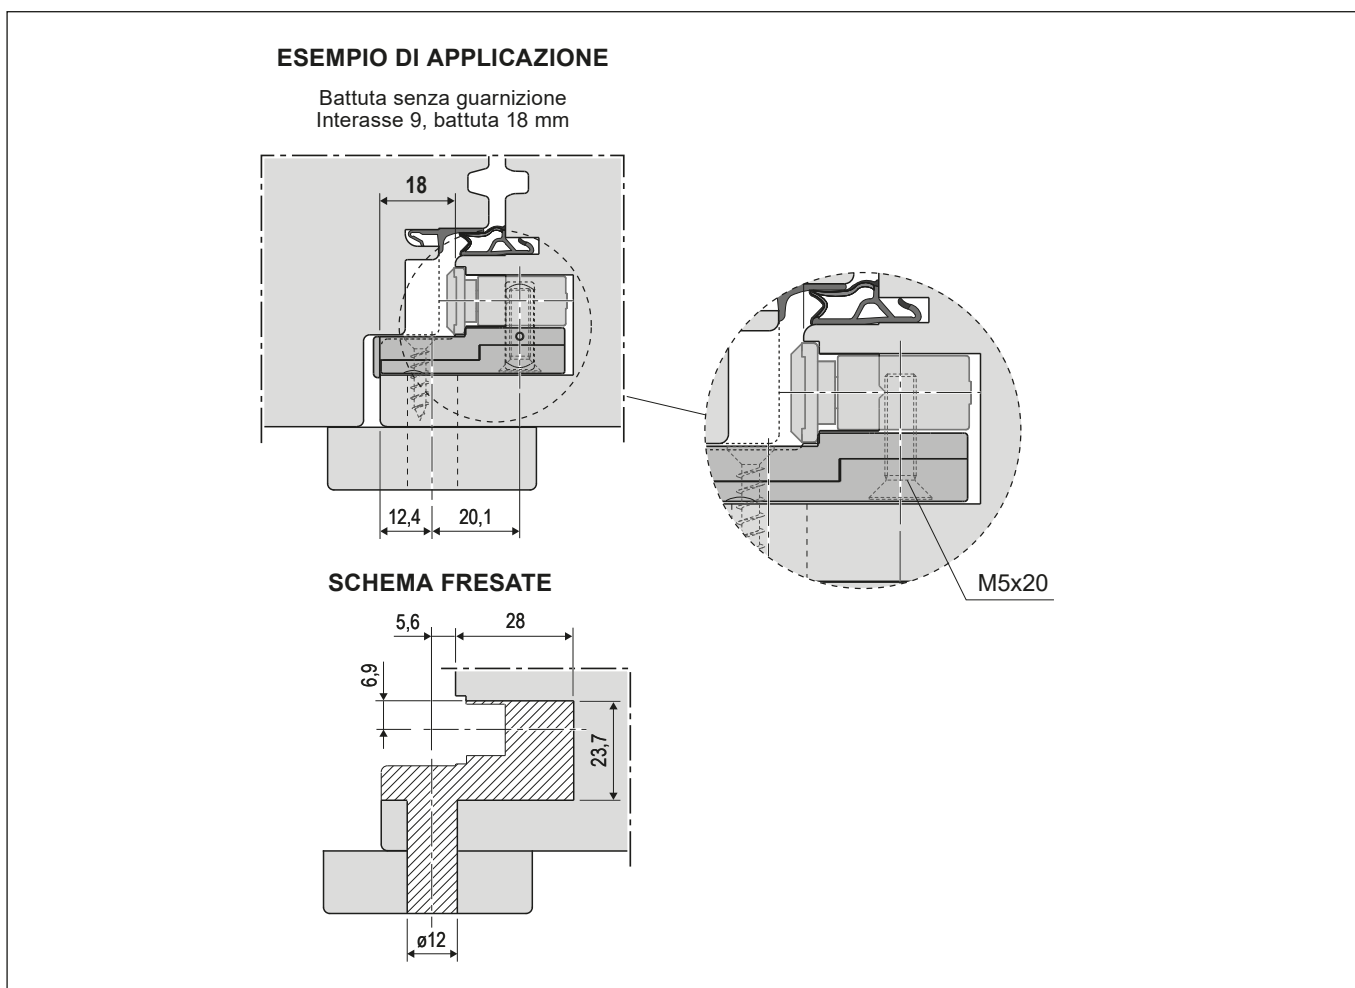 ESEMPIO DI APPLICAZIONE
Battuta senza guarnizione
Interasse 9, battuta 18 mm
18
12,4
20,1
M5x20
SCHEMA FRESATE
5,6
28
6,9
23,7
ø12